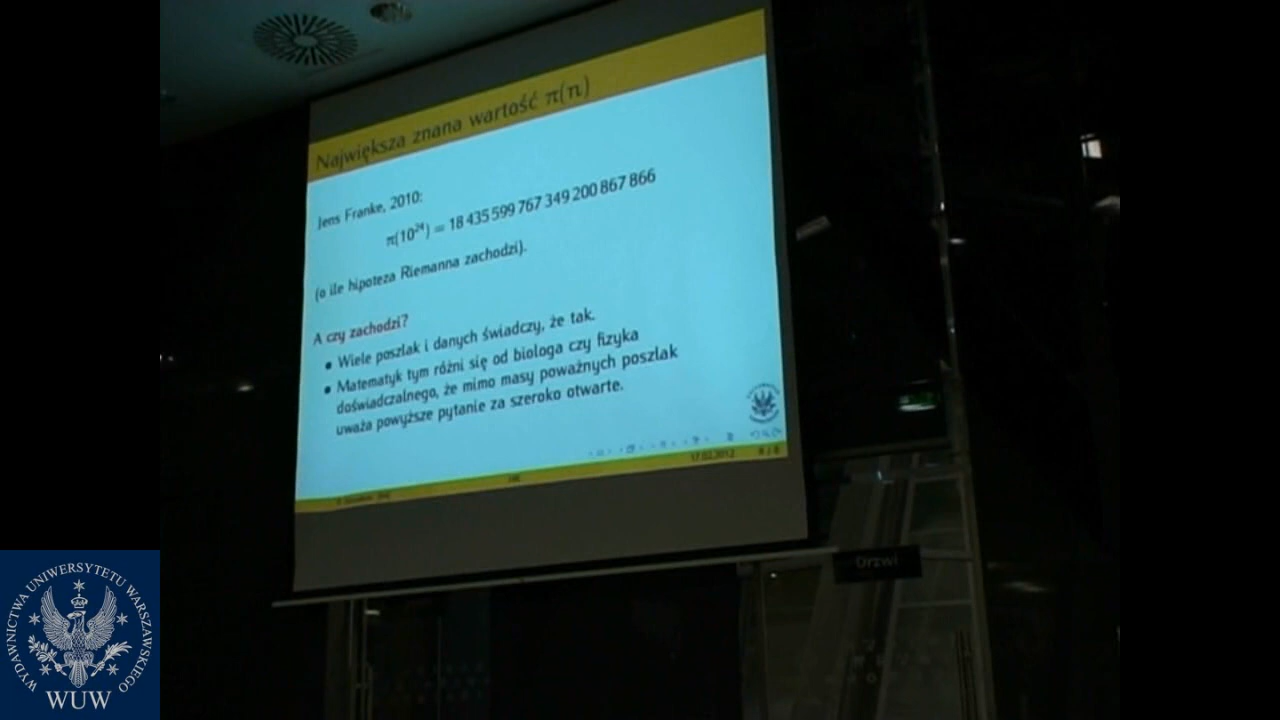 Największa znana wartość π(n)
Jens Franke, 2010:
π(10²⁴) = 18 435 599 767 349 200 867 866
(o ile hipoteza Riemanna zachodzi).
A czy zachodzi?
• Wiele poszlak i danych świadczy, że tak.
• Matematyk tym różni się od biologa czy fizyka
doświadczalnego, że mimo masy poważnych poszlak
uważa powyższe pytanie za szeroko otwarte.
17.02.2012
Drzwi
WYDAWNICTWA UNIWERSYTETU WARSZAWSKIEGO
WUW